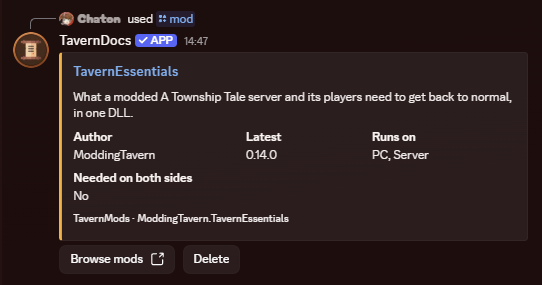 Chaton used mod
TavernDocs APP 14:47
TavernEssentials
What a modded A Township Tale server and its players need to get back to normal,
in one DLL.
Author Latest Runs on
ModdingTavern 0.14.0 PC, Server
Needed on both sides
No
TavernMods · ModdingTavern.TavernEssentials
Browse mods Delete